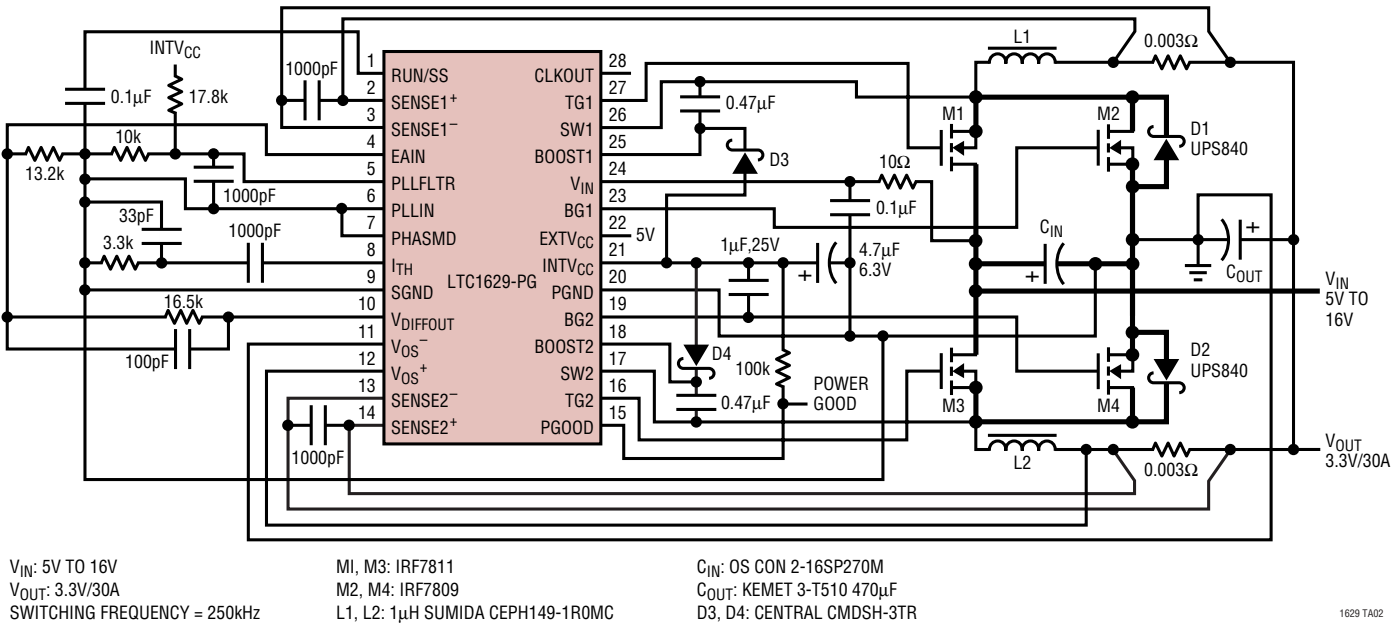 INTVCC
0.1µF
17.8k
13.2k
10k
1000pF
33pF
3.3k
1000pF
16.5k
100pF
1000pF
1000pF
1 RUN/SS
2 SENSE1+
3 SENSE1−
4 EAIN
5 PLLFLTR
6 PLLIN
7 PHASMD
8 ITH
9 SGND
10 VDIFFOUT
11 VOS−
12 VOS+
13 SENSE2−
14 SENSE2+
LTC1629-PG
28 CLKOUT
27 TG1
26 SW1
25 BOOST1
24 VIN
23 BG1
22 EXTVCC
21 INTVCC
20 PGND
19 BG2
18 BOOST2
17 SW2
16 TG2
15 PGOOD
0.47µF
D3
10Ω
0.1µF
5V
1µF,25V
4.7µF
6.3V
+
D4
0.47µF
100k
POWER
GOOD
L1
0.003Ω
M1
M2
D1
UPS840
CIN
+
COUT
+
VIN
5V TO
16V
M3
M4
D2
UPS840
L2
0.003Ω
VOUT
3.3V/30A
VIN: 5V TO 16V
VOUT: 3.3V/30A
SWITCHING FREQUENCY = 250kHz
MI, M3: IRF7811
M2, M4: IRF7809
L1, L2: 1µH SUMIDA CEPH149-1R0MC
CIN: OS CON 2-16SP270M
COUT: KEMET 3-T510 470µF
D3, D4: CENTRAL CMDSH-3TR
1629 TA02